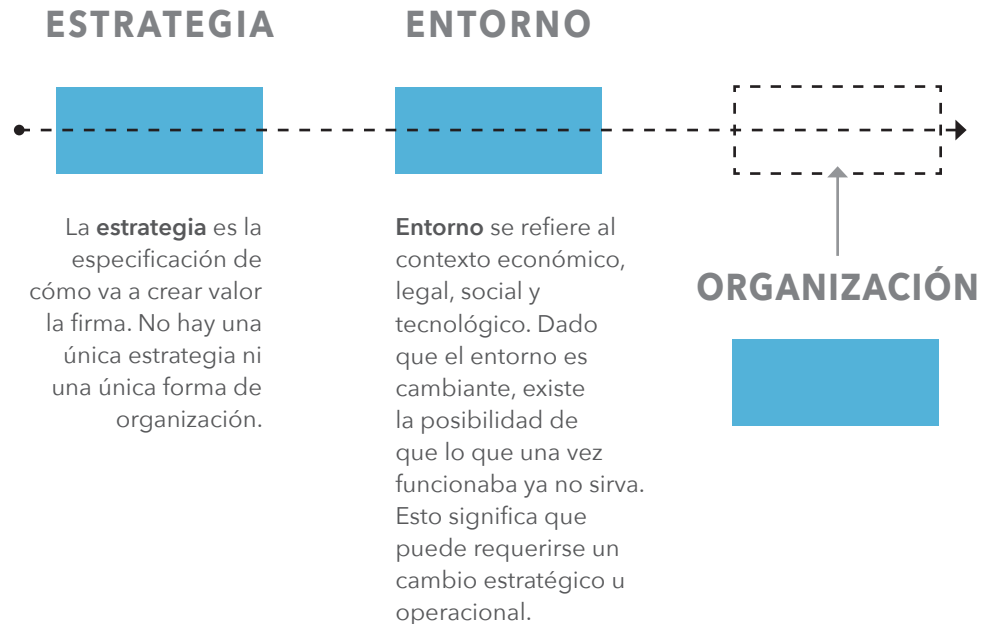 ESTRATEGIA
ENTORNO
La estrategia es la
especificación de
cómo va a crear valor
la firma. No hay una
única estrategia ni
una única forma de
organización.
Entorno se refiere al
contexto económico,
legal, social y
tecnológico. Dado
que el entorno es
cambiante, existe
la posibilidad de
que lo que una vez
funcionaba ya no sirva.
Esto significa que
puede requerirse un
cambio estratégico u
operacional.
ORGANIZACIÓN